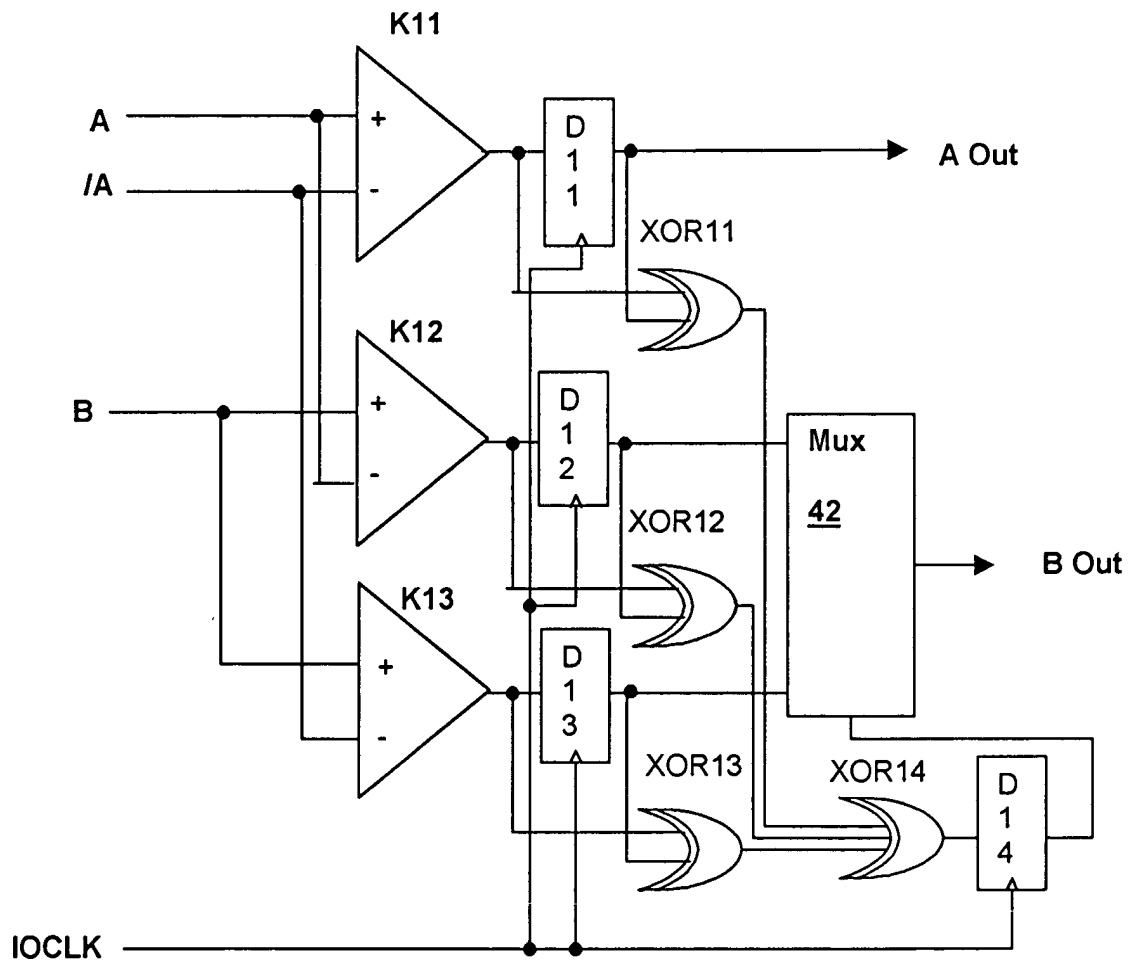 K11
A
+
/A
-
D
1
1
A Out
XOR11
K12
B
+
-
D
1
2
Mux
42
XOR12
B Out
K13
+
-
D
1
3
XOR13
XOR14
D
1
4
IOCLK